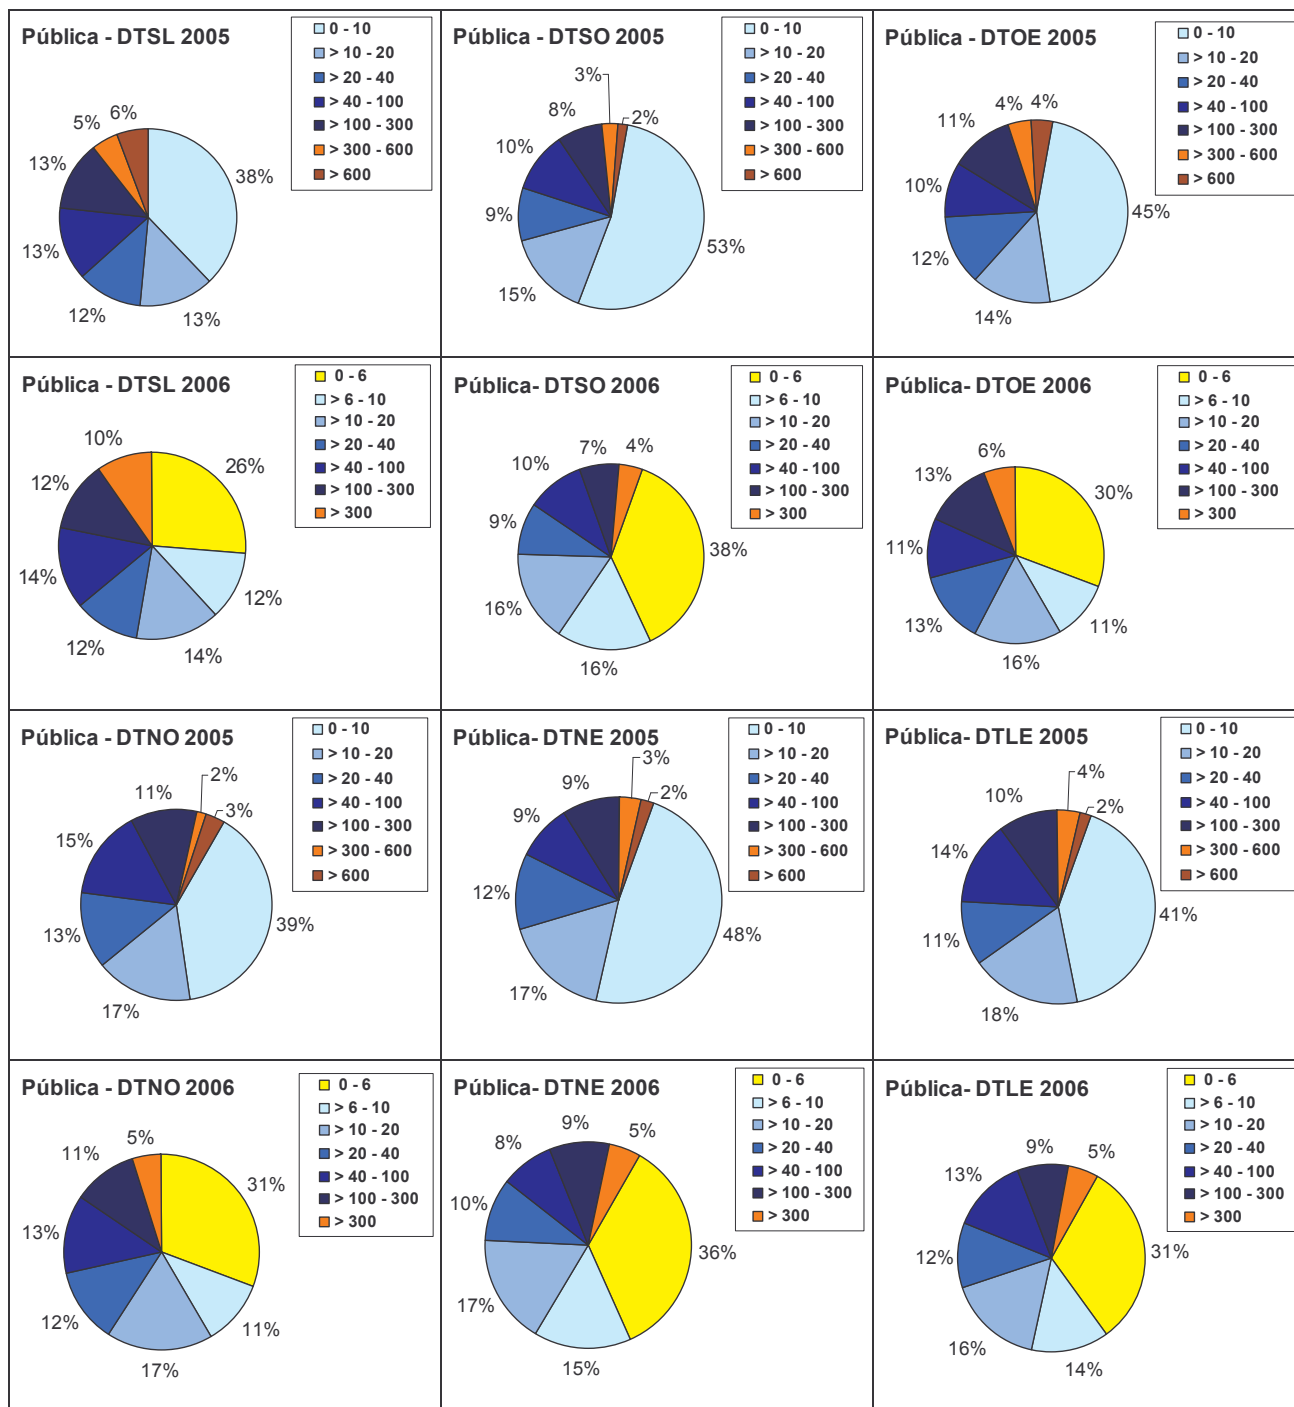 Pública - DTSL 2005
0 - 10
> 10 - 20
> 20 - 40
> 40 - 100
> 100 - 300
> 300 - 600
> 600
38%
13%
12%
13%
13%
5%
6%
Pública - DTSO 2005
0 - 10
> 10 - 20
> 20 - 40
> 40 - 100
> 100 - 300
> 300 - 600
> 600
53%
15%
9%
10%
8%
3%
2%
Pública - DTOE 2005
0 - 10
> 10 - 20
> 20 - 40
> 40 - 100
> 100 - 300
> 300 - 600
> 600
45%
14%
12%
10%
11%
4%
4%
Pública - DTSL 2006
0 - 6
> 6 - 10
> 10 - 20
> 20 - 40
> 40 - 100
> 100 - 300
> 300
26%
12%
14%
12%
14%
12%
10%
Pública- DTSO 2006
0 - 6
> 6 - 10
> 10 - 20
> 20 - 40
> 40 - 100
> 100 - 300
> 300
38%
16%
16%
9%
10%
7%
4%
Pública- DTOE 2006
0 - 6
> 6 - 10
> 10 - 20
> 20 - 40
> 40 - 100
> 100 - 300
> 300
30%
11%
16%
13%
11%
13%
6%
Pública - DTNO 2005
0 - 10
> 10 - 20
> 20 - 40
> 40 - 100
> 100 - 300
> 300 - 600
> 600
39%
17%
13%
15%
11%
2%
3%
Pública- DTNE 2005
0 - 10
> 10 - 20
> 20 - 40
> 40 - 100
> 100 - 300
> 300 - 600
> 600
48%
17%
12%
9%
9%
3%
2%
Pública- DTLE 2005
0 - 10
> 10 - 20
> 20 - 40
> 40 - 100
> 100 - 300
> 300 - 600
> 600
41%
18%
11%
14%
10%
4%
2%
Pública - DTNO 2006
0 - 6
> 6 - 10
> 10 - 20
> 20 - 40
> 40 - 100
> 100 - 300
> 300
31%
11%
17%
12%
13%
11%
5%
Pública- DTNE 2006
0 - 6
> 6 - 10
> 10 - 20
> 20 - 40
> 40 - 100
> 100 - 300
> 300
36%
15%
17%
10%
8%
9%
5%
Pública- DTLE 2006
0 - 6
> 6 - 10
> 10 - 20
> 20 - 40
> 40 - 100
> 100 - 300
> 300
31%
14%
16%
12%
13%
9%
5%